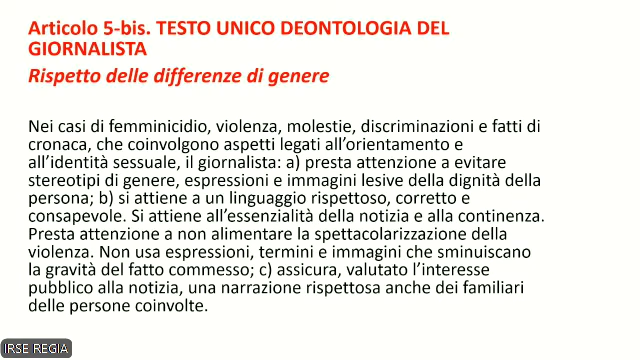 Articolo 5-bis. TESTO UNICO DEONTOLOGIA DEL
GIORNALISTA
Rispetto delle differenze di genere
Nei casi di femminicidio, violenza, molestie, discriminazioni e fatti di
cronaca, che coinvolgono aspetti legati all’orientamento e
all’identità sessuale, il giornalista: a) presta attenzione a evitare
stereotipi di genere, espressioni e immagini lesive della dignità della
persona; b) si attiene a un linguaggio rispettoso, corretto e
consapevole. Si attiene all’essenzialità della notizia e alla continenza.
Presta attenzione a non alimentare la spettacolarizzazione della
violenza. Non usa espressioni, termini e immagini che sminuiscano
la gravità del fatto commesso; c) assicura, valutato l’interesse
pubblico alla notizia, una narrazione rispettosa anche dei familiari
delle persone coinvolte.
IRSE REGIA